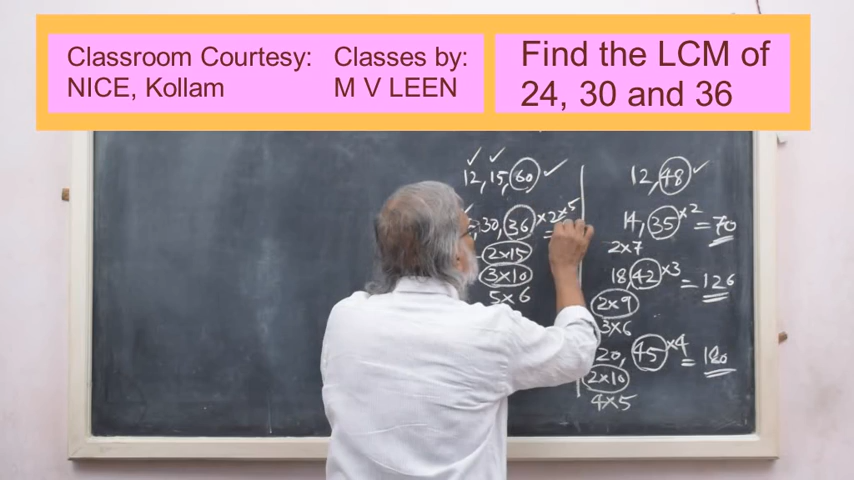 Classroom Courtesy:
NICE, Kollam
Classes by:
M V LEEN
Find the LCM of
24, 30 and 36
✓ ✓
12, 15, 60 ✓
30, 36 ×2×5
=
2×15
3×10
5×6
12, 48 ✓
14, 35 ×2 = 70
2×7
18, 42 ×3 = 126
2×9
3×6
20, 45 ×4 = 180
2×10
4×5